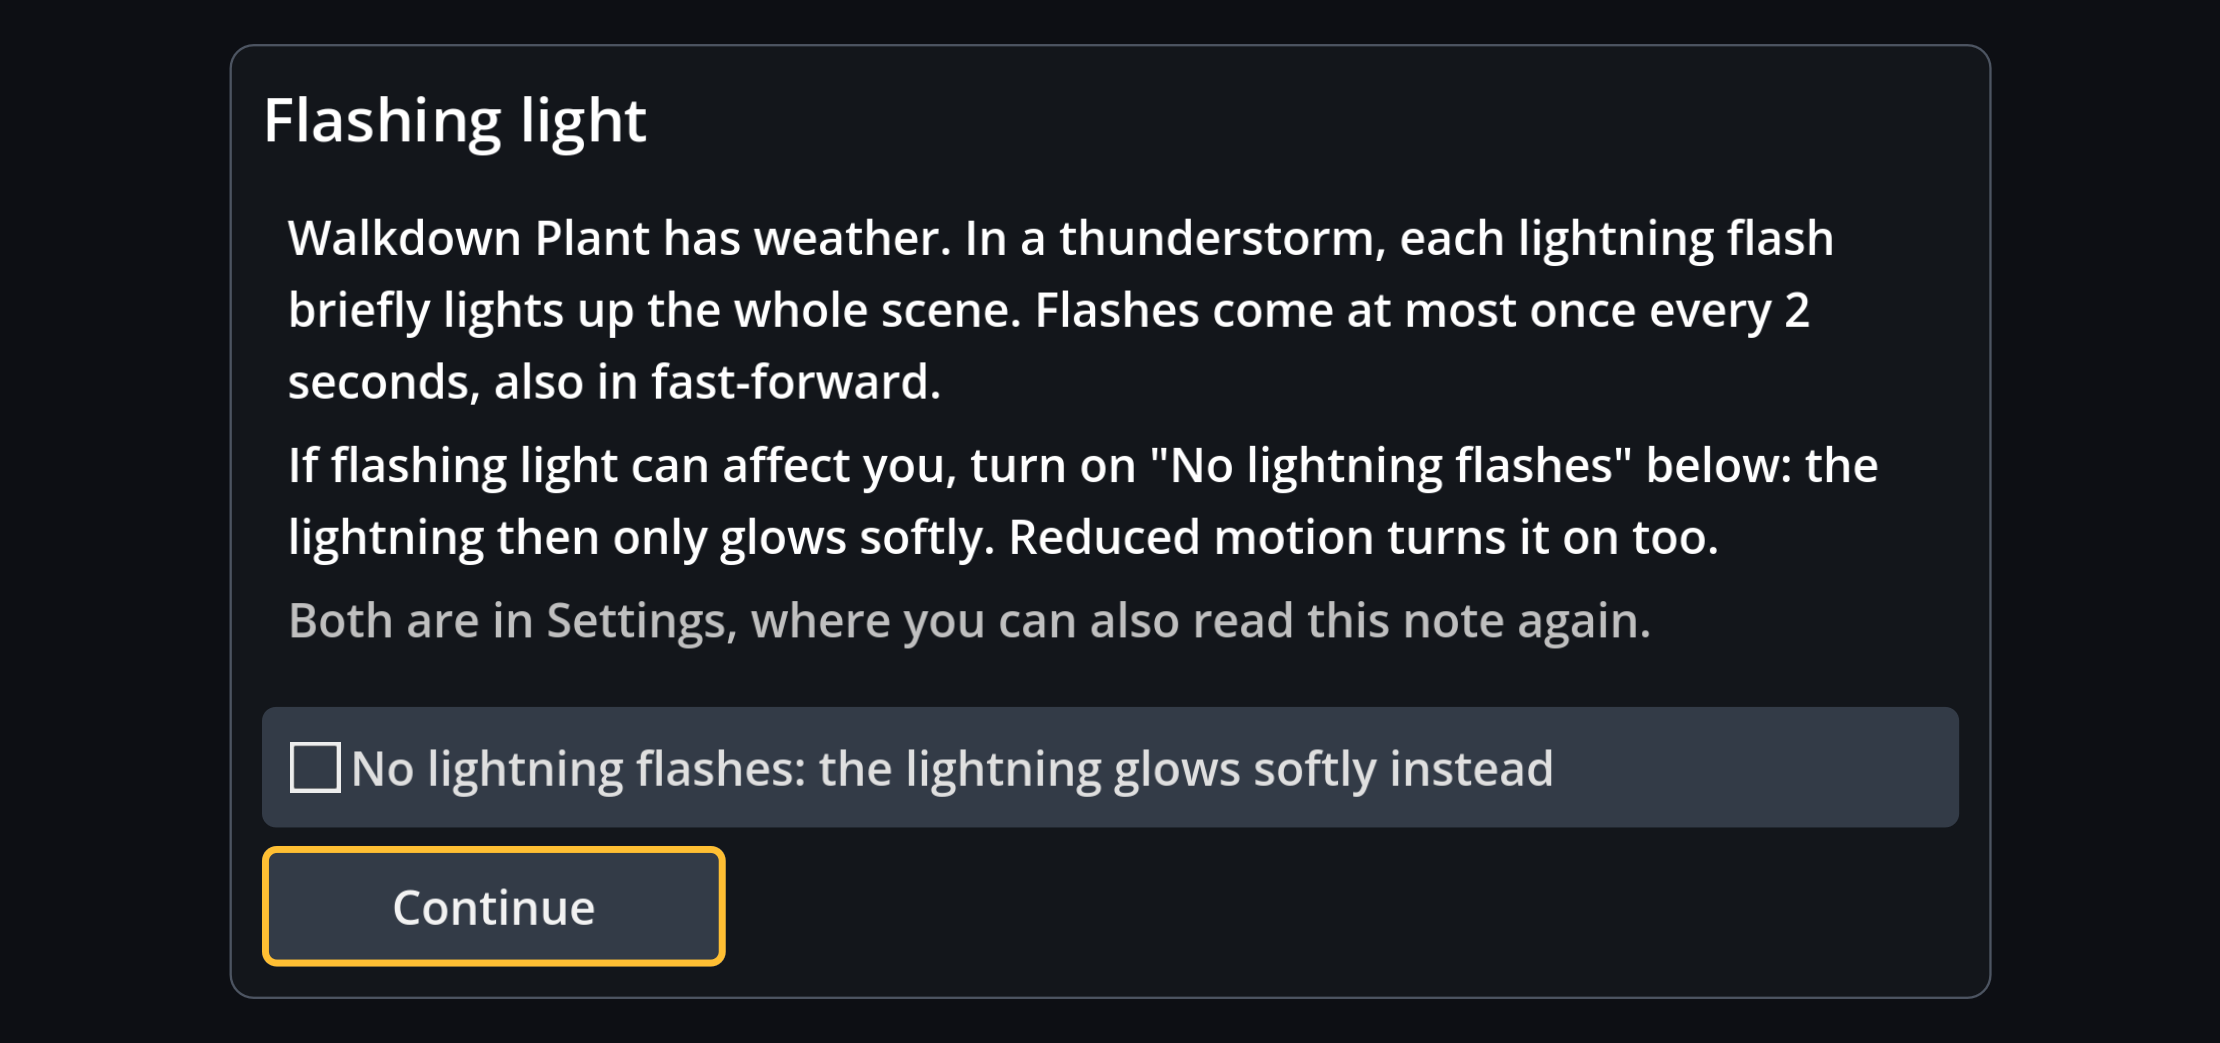 Flashing light
Walkdown Plant has weather. In a thunderstorm, each lightning flash
briefly lights up the whole scene. Flashes come at most once every 2
seconds, also in fast-forward.
If flashing light can affect you, turn on "No lightning flashes" below: the
lightning then only glows softly. Reduced motion turns it on too.
Both are in Settings, where you can also read this note again.
No lightning flashes: the lightning glows softly instead
Continue